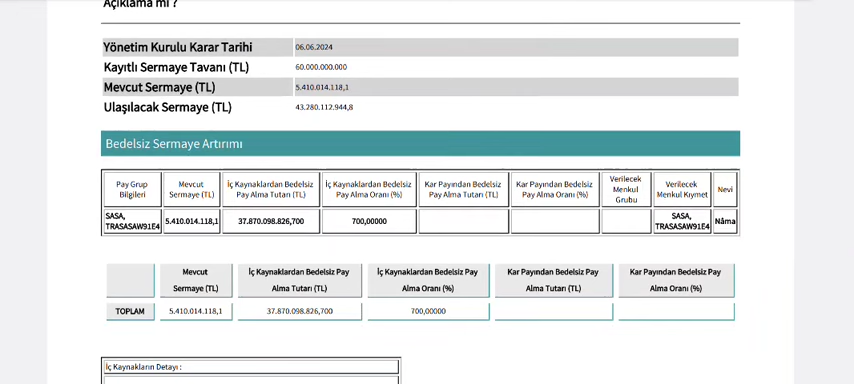 Açıklama mı ?
Yönetim Kurulu Karar Tarihi 06.06.2024
Kayıtlı Sermaye Tavanı (TL) 60.000.000.000
Mevcut Sermaye (TL) 5.410.014.118,1
Ulaşılacak Sermaye (TL) 43.280.112.944,8
Bedelsiz Sermaye Artırımı
Pay Grup Bilgileri Mevcut Sermaye (TL) İç Kaynaklardan Bedelsiz Pay Alma Tutarı (TL) İç Kaynaklardan Bedelsiz Pay Alma Oranı (%) Kar Payından Bedelsiz Pay Alma Tutarı (TL) Kar Payından Bedelsiz Pay Alma Oranı (%) Verilecek Menkul Grubu Verilecek Menkul Kıymet Nevi
SASA, TRASASAW91E4 5.410.014.118,1 37.870.098.826,700 700,00000 SASA, TRASASAW91E4 Nâma
Mevcut Sermaye (TL) İç Kaynaklardan Bedelsiz Pay Alma Tutarı (TL) İç Kaynaklardan Bedelsiz Pay Alma Oranı (%) Kar Payından Bedelsiz Pay Alma Tutarı (TL) Kar Payından Bedelsiz Pay Alma Oranı (%)
TOPLAM 5.410.014.118,1 37.870.098.826,700 700,00000
İç Kaynakların Detayı :